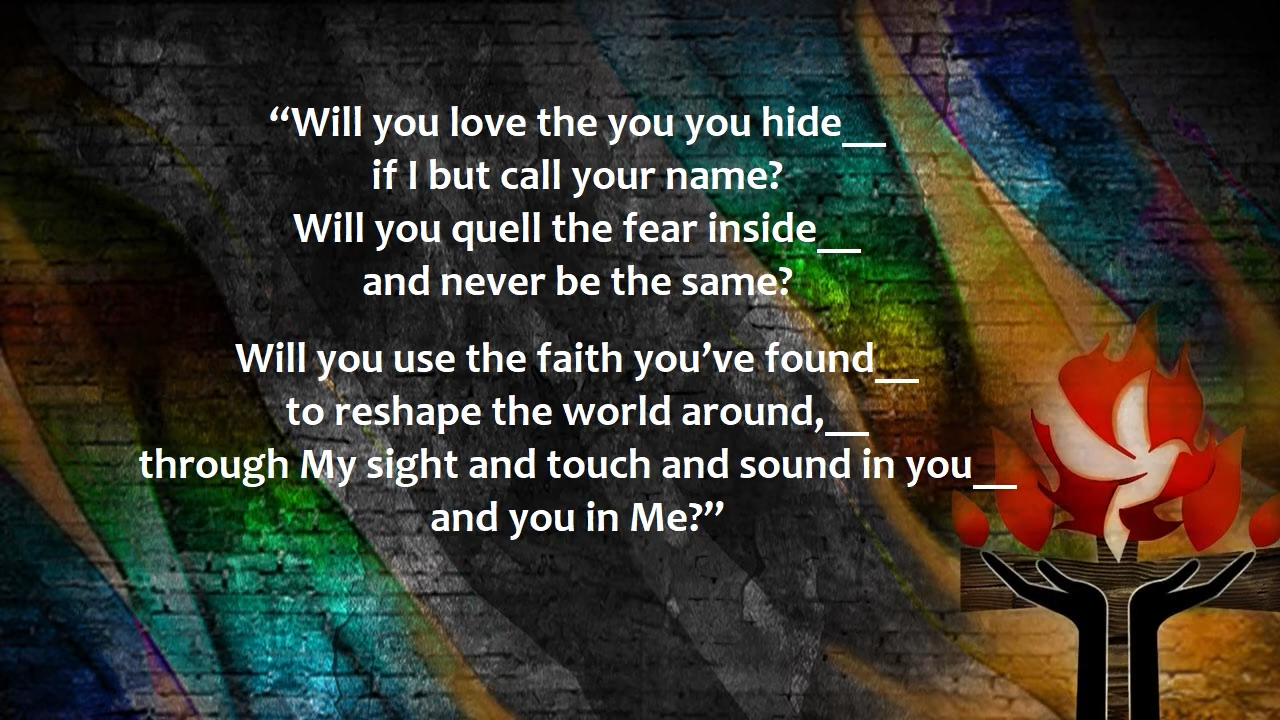 “Will you love the you you hide__
if I but call your name?
Will you quell the fear inside__
and never be the same?
Will you use the faith you’ve found__
to reshape the world around,__
through My sight and touch and sound in you__
and you in Me?”